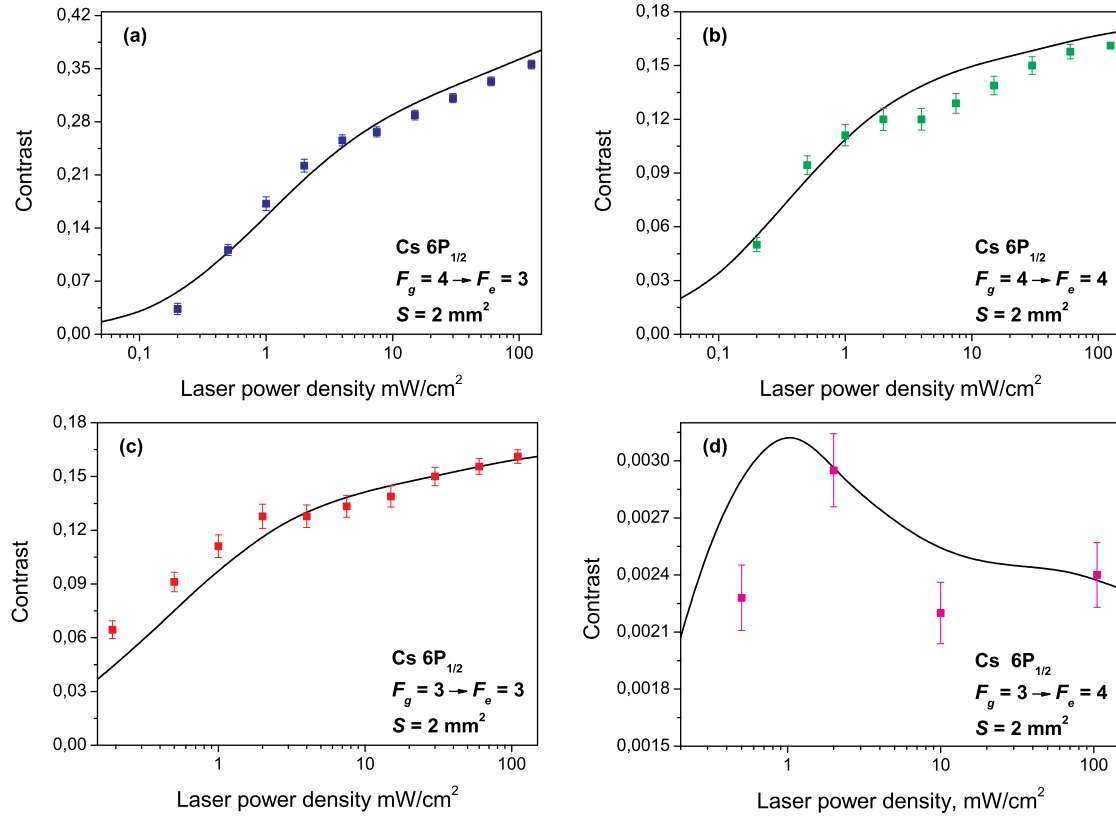 (a)
0,42
0,35
0,28
0,21
0,14
0,07
0,00
Contrast
Cs 6P1/2
Fg = 4 → Fe = 3
S = 2 mm²
0,1 1 10 100
Laser power density mW/cm²
(b)
0,18
0,15
0,12
0,09
0,06
0,03
0,00
Contrast
Cs 6P1/2
Fg = 4 → Fe = 4
S = 2 mm²
0,1 1 10 100
Laser power density mW/cm²
(c)
0,18
0,15
0,12
0,09
0,06
0,03
0,00
Contrast
Cs 6P1/2
Fg = 3 → Fe = 3
S = 2 mm²
1 10 100
Laser power density mW/cm²
(d)
0,0030
0,0027
0,0024
0,0021
0,0018
0,0015
Contrast
Cs 6P1/2
Fg = 3 → Fe = 4
S = 2 mm²
1 10 100
Laser power density, mW/cm²